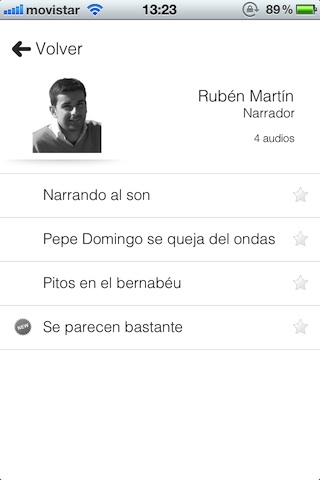 movistar 13:23 89%
Volver
Rubén Martín
Narrador
4 audios
Narrando al son
Pepe Domingo se queja del ondas
Pitos en el bernabéu
NEW Se parecen bastante